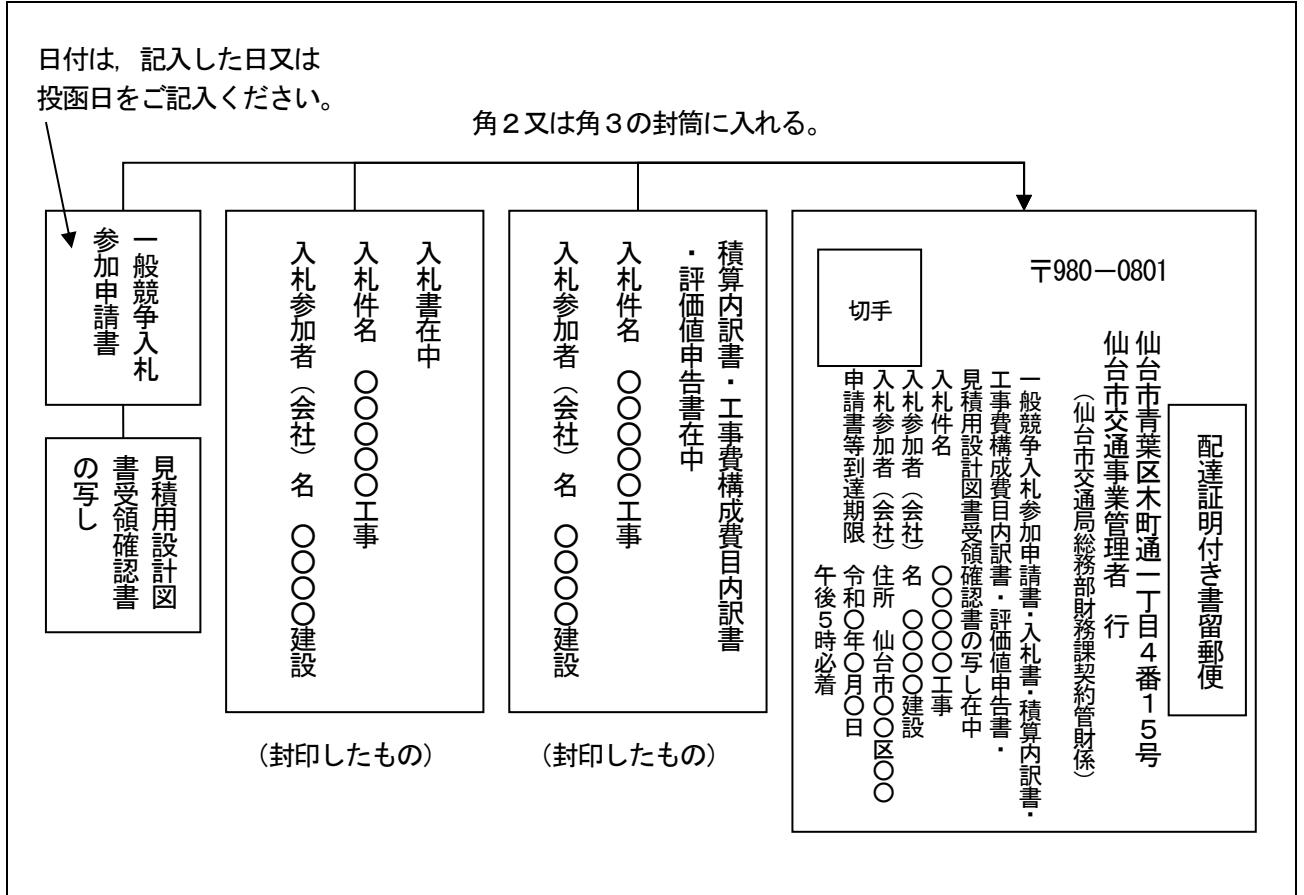 日付は，記入した日又は
投函日をご記入ください。
角２又は角３の封筒に入れる。
一般競争入札
参加申請書
見積用設計図
書受領確認書
の写し
入札書在中
入札件名　○○○○○工事
入札参加者（会社）名　○○○○建設
（封印したもの）
積算内訳書・工事費構成費目内訳書
・評価値申告書在中
入札件名　○○○○○工事
入札参加者（会社）名　○○○○建設
（封印したもの）
配達証明付き書留郵便
〒980－0801
仙台市青葉区木町通一丁目４番１５号
仙台市交通事業管理者　行
（仙台市交通局総務部財務課契約管財係）
切手
一般競争入札参加申請書・入札書・積算内訳書・
工事費構成費目内訳書・評価値申告書・
見積用設計図書受領確認書の写し在中
入札件名　○○○○○工事
入札参加者（会社）名　○○○○建設
入札参加者（会社）住所　仙台市○○区○○
申請書等到達期限　令和○年○月○日
午後５時必着